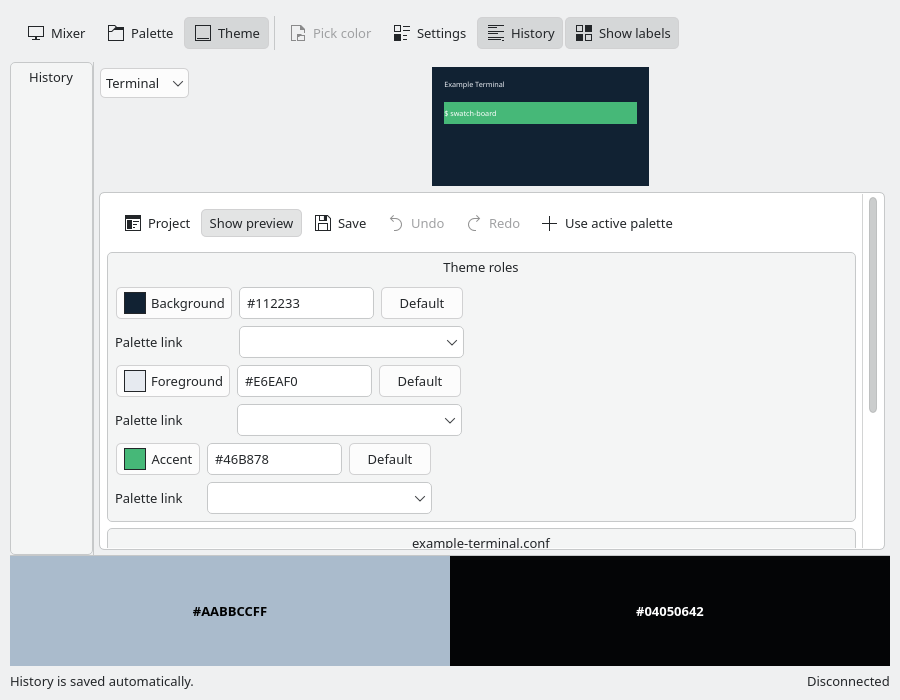 Mixer Palette Theme Pick color Settings History Show labels
History
Terminal
Example Terminal
$ swatch-board
Project Show preview Save Undo Redo Use active palette
Theme roles
Background #112233 Default
Palette link
Foreground #E6EAF0 Default
Palette link
Accent #46B878 Default
Palette link
example-terminal.conf
#AABBCCFF #04050642
History is saved automatically. Disconnected